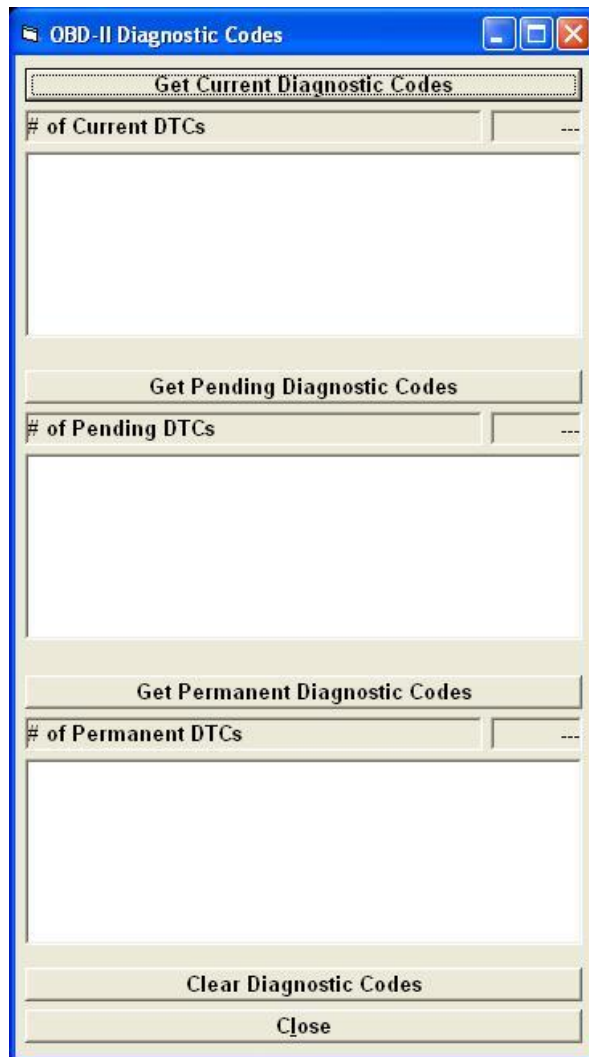 OBD-II Diagnostic Codes
Get Current Diagnostic Codes
# of Current DTCs ---
Get Pending Diagnostic Codes
# of Pending DTCs ---
Get Permanent Diagnostic Codes
# of Permanent DTCs ---
Clear Diagnostic Codes
Close